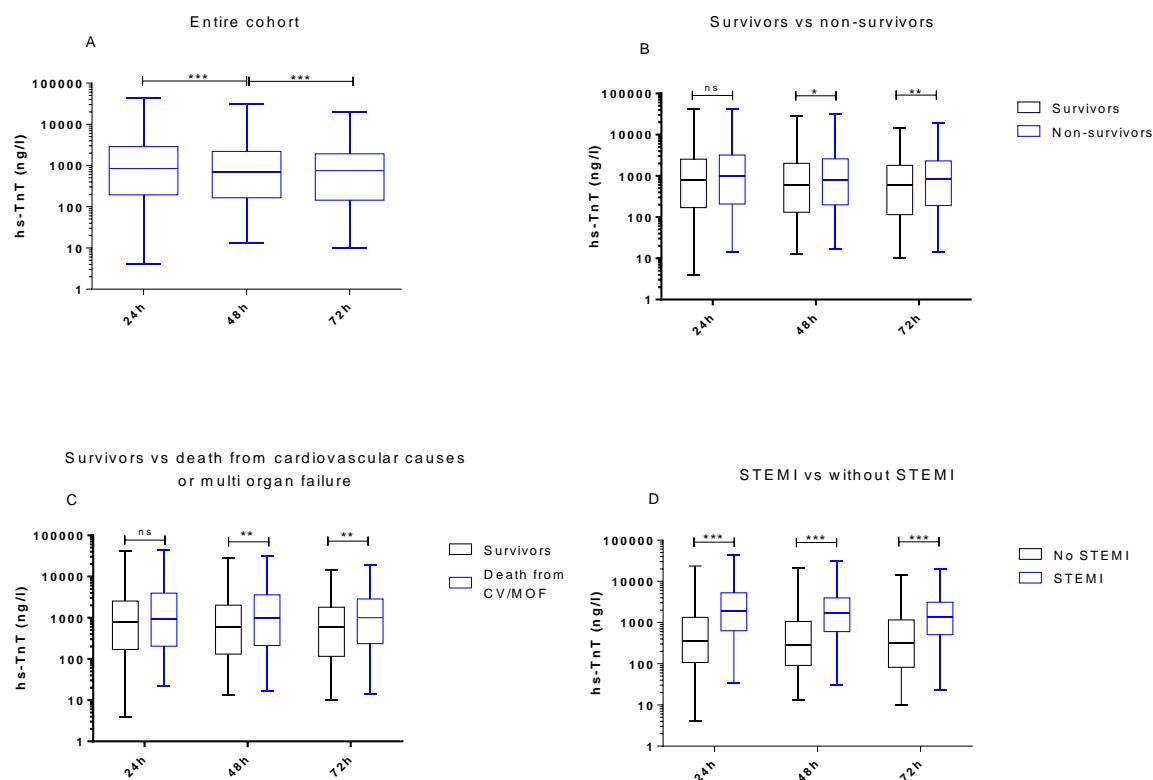 Entire cohort
A
*** ***
100000
10000
1000
100
10
1
hs-TnT (ng/l)
24h 48h 72h
Survivors vs non-survivors
B
ns * **
100000
10000
1000
100
10
1
hs-TnT (ng/l)
24h 48h 72h
Survivors
Non-survivors
Survivors vs death from cardiovascular causes
or multi organ failure
C
ns ** **
100000
10000
1000
100
10
1
hs-TnT (ng/l)
24h 48h 72h
Survivors
Death from
CV/MOF
STEMI vs without STEMI
D
*** *** ***
100000
10000
1000
100
10
1
hs-TnT (ng/l)
24h 48h 72h
No STEMI
STEMI